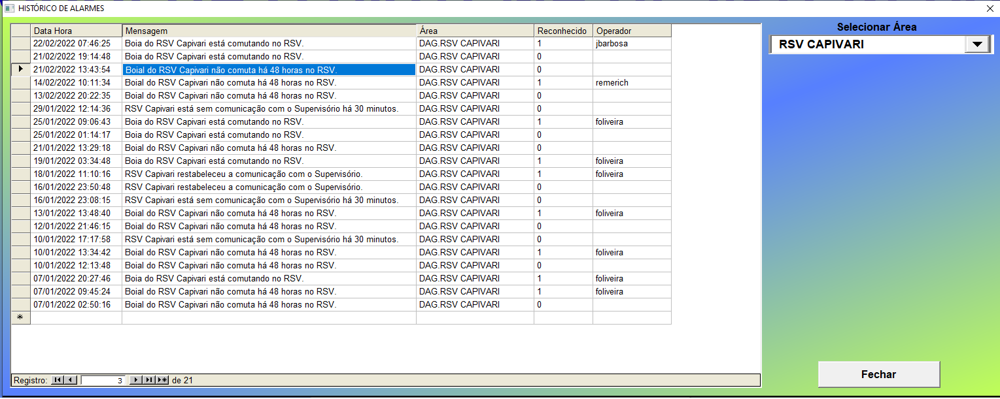 HISTÓRICO DE ALARMES
Data Hora Mensagem Área Reconhecido Operador
22/02/2022 07:46:25 Boia do RSV Capivari está comutando no RSV. DAG.RSV CAPIVARI 1 jbarbosa
21/02/2022 19:14:48 Boia do RSV Capivari está comutando no RSV. DAG.RSV CAPIVARI 0
21/02/2022 13:43:54 Boial do RSV Capivari não comuta há 48 horas no RSV. DAG.RSV CAPIVARI 0
14/02/2022 10:11:34 Boial do RSV Capivari não comuta há 48 horas no RSV. DAG.RSV CAPIVARI 1 remerich
13/02/2022 20:22:35 Boial do RSV Capivari não comuta há 48 horas no RSV. DAG.RSV CAPIVARI 0
29/01/2022 12:14:36 RSV Capivari está sem comunicação com o Supervisório há 30 minutos. DAG.RSV CAPIVARI 0
25/01/2022 09:06:43 Boia do RSV Capivari está comutando no RSV. DAG.RSV CAPIVARI 1 foliveira
25/01/2022 01:14:17 Boia do RSV Capivari está comutando no RSV. DAG.RSV CAPIVARI 0
21/01/2022 13:29:18 Boial do RSV Capivari não comuta há 48 horas no RSV. DAG.RSV CAPIVARI 0
19/01/2022 03:34:48 Boia do RSV Capivari está comutando no RSV. DAG.RSV CAPIVARI 1 foliveira
18/01/2022 11:10:16 RSV Capivari restabeleceu a comunicação com o Supervisório. DAG.RSV CAPIVARI 1 foliveira
16/01/2022 23:50:48 RSV Capivari restabeleceu a comunicação com o Supervisório. DAG.RSV CAPIVARI 0
16/01/2022 23:08:15 RSV Capivari está sem comunicação com o Supervisório há 30 minutos. DAG.RSV CAPIVARI 0
13/01/2022 13:48:40 Boial do RSV Capivari não comuta há 48 horas no RSV. DAG.RSV CAPIVARI 1 foliveira
12/01/2022 21:46:15 Boial do RSV Capivari não comuta há 48 horas no RSV. DAG.RSV CAPIVARI 0
10/01/2022 17:17:58 RSV Capivari está sem comunicação com o Supervisório há 30 minutos. DAG.RSV CAPIVARI 0
10/01/2022 13:34:42 Boial do RSV Capivari não comuta há 48 horas no RSV. DAG.RSV CAPIVARI 1 foliveira
10/01/2022 12:13:48 Boial do RSV Capivari não comuta há 48 horas no RSV. DAG.RSV CAPIVARI 0
07/01/2022 20:27:46 Boia do RSV Capivari está comutando no RSV. DAG.RSV CAPIVARI 1 foliveira
07/01/2022 09:45:24 Boial do RSV Capivari não comuta há 48 horas no RSV. DAG.RSV CAPIVARI 1 foliveira
07/01/2022 02:50:16 Boial do RSV Capivari não comuta há 48 horas no RSV. DAG.RSV CAPIVARI 0
Registro: 3 de 21
Selecionar Área
RSV CAPIVARI
Fechar